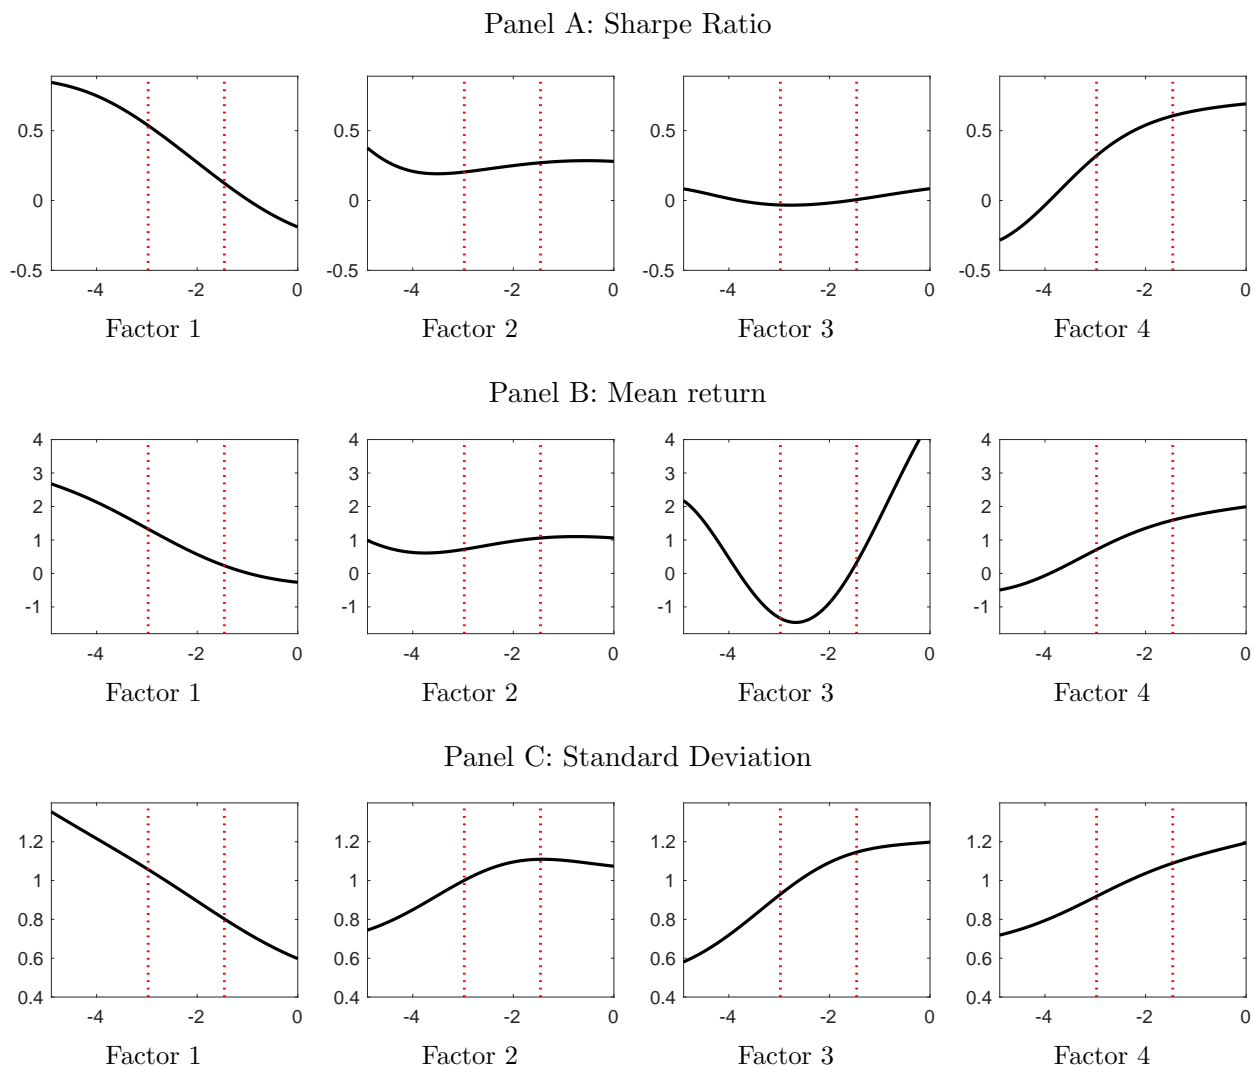 Panel A: Sharpe Ratio
0.5 0.5 0.5 0.5
0 0 0 0
-0.5 -0.5 -0.5 -0.5
-4 -2 0 -4 -2 0 -4 -2 0 -4 -2 0
Factor 1 Factor 2 Factor 3 Factor 4
Panel B: Mean return
4 4 4 4
3 3 3 3
2 2 2 2
1 1 1 1
0 0 0 0
-1 -1 -1 -1
-4 -2 0 -4 -2 0 -4 -2 0 -4 -2 0
Factor 1 Factor 2 Factor 3 Factor 4
Panel C: Standard Deviation
1.2 1.2 1.2 1.2
1 1 1 1
0.8 0.8 0.8 0.8
0.6 0.6 0.6 0.6
0.4 0.4 0.4 0.4
-4 -2 0 -4 -2 0 -4 -2 0 -4 -2 0
Factor 1 Factor 2 Factor 3 Factor 4